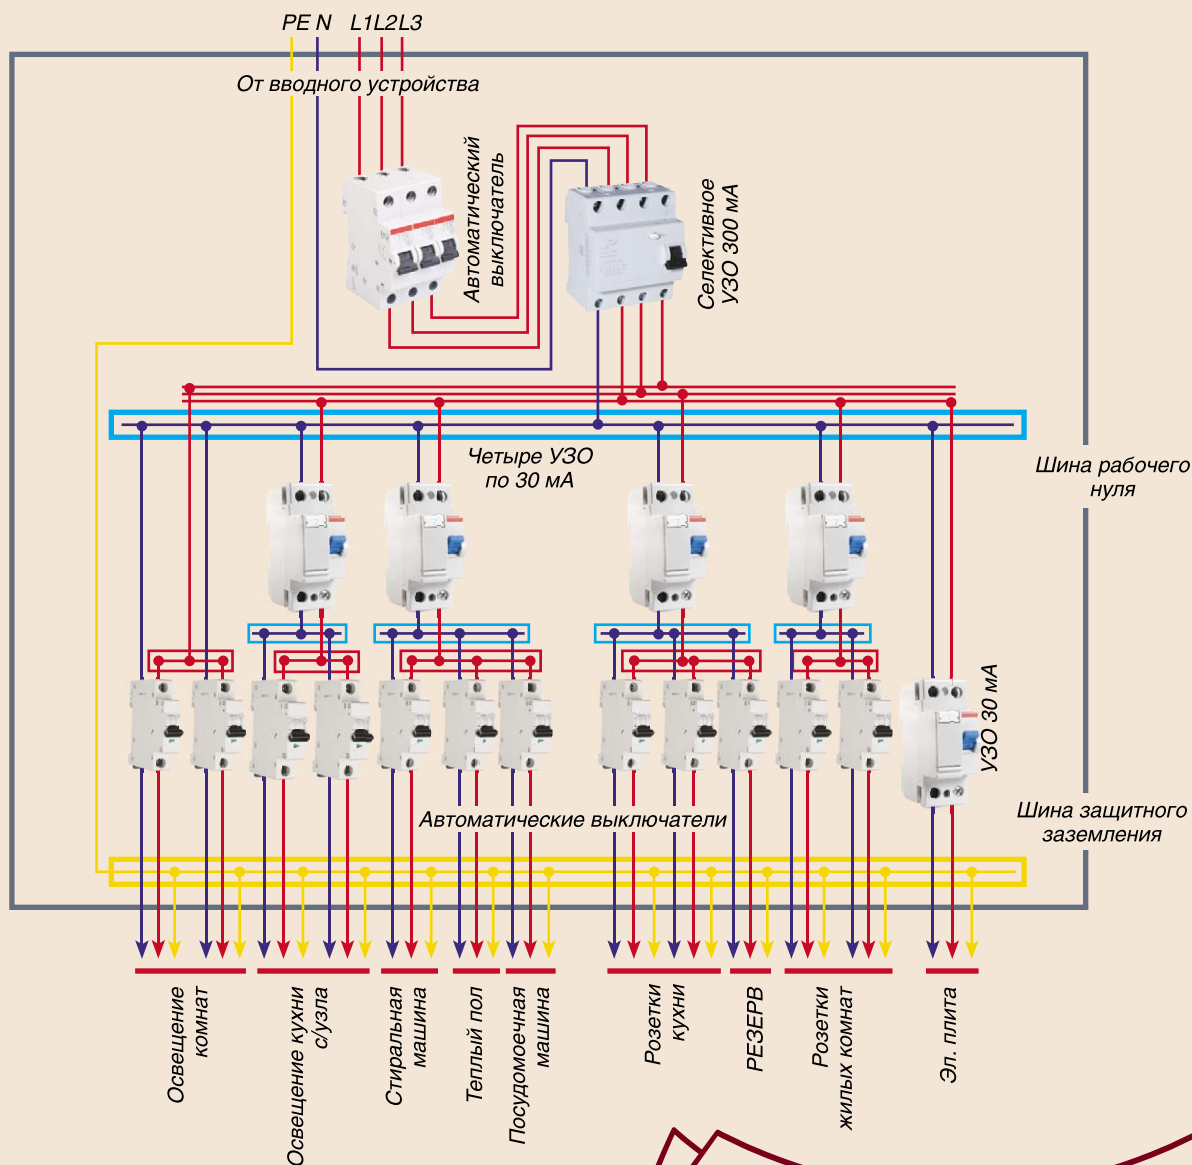 PE N L1L2L3
От вводного устройства
Автоматический
выключатель
Селективное
УЗО 300 мА
Четыре УЗО
по 30 мА
Шина рабочего
нуля
УЗО 30 мА
Автоматические выключатели
Шина защитного
заземления
Освещение
комнат
Освещение кухни
с/узла
Стиральная
машина
Теплый пол
Посудомоечная
машина
Розетки
кухни
РЕЗЕРВ
Розетки
жилых комнат
Эл. плита